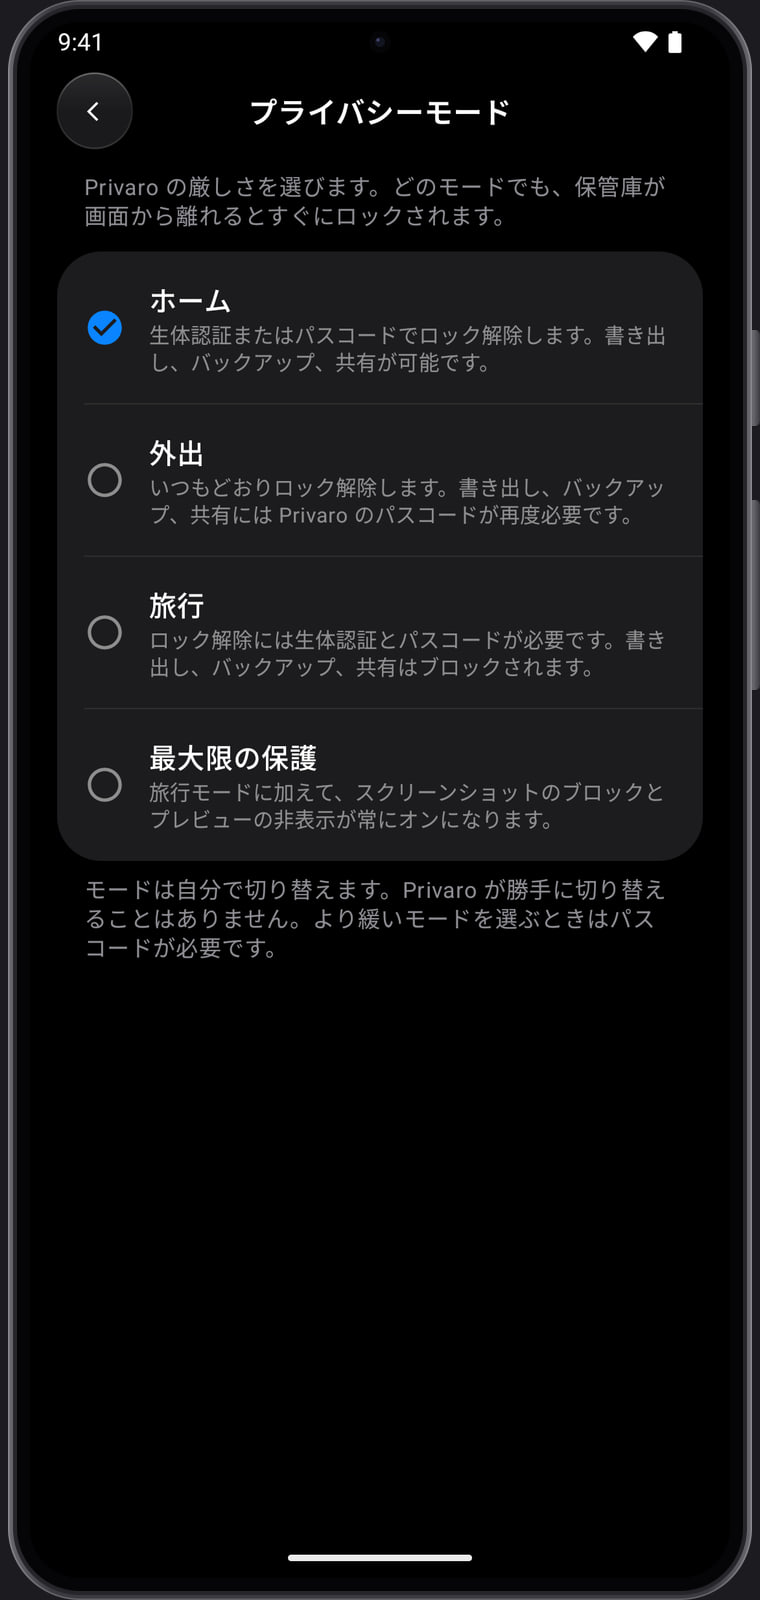 9:41
プライバシーモード
Privaro の厳しさを選びます。どのモードでも、保管庫が
画面から離れるとすぐにロックされます。
ホーム
生体認証またはパスコードでロック解除します。書き出
し、バックアップ、共有が可能です。
外出
いつもどおりロック解除します。書き出し、バックアッ
プ、共有には Privaro のパスコードが再度必要です。
旅行
ロック解除には生体認証とパスコードが必要です。書き
出し、バックアップ、共有はブロックされます。
最大限の保護
旅行モードに加えて、スクリーンショットのブロックと
プレビューの非表示が常にオンになります。
モードは自分で切り替えます。Privaro が勝手に切り替え
ることはありません。より緩いモードを選ぶときはパス
コードが必要です。